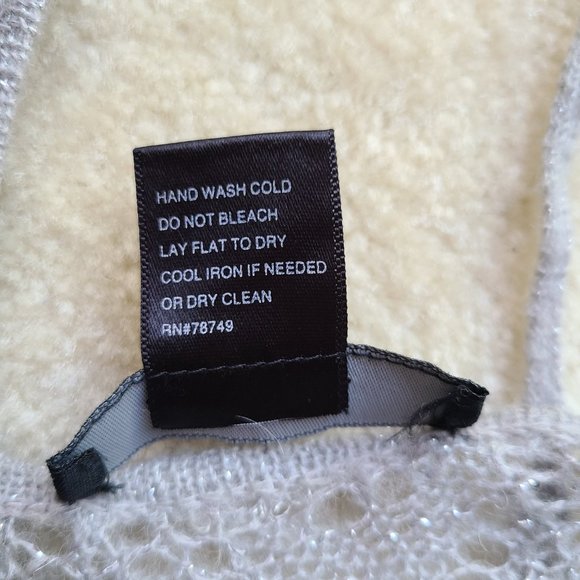 HAND WASH COLD
DO NOT BLEACH
LAY FLAT TO DRY
COOL IRON IF NEEDED
OR DRY CLEAN
RN#78749